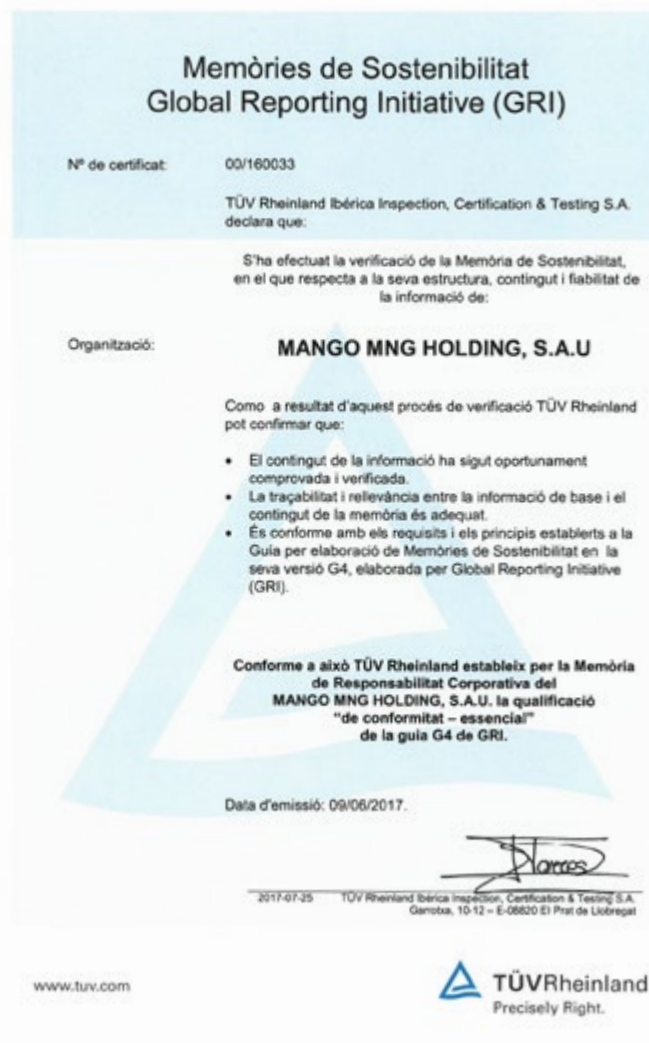 Memòries de Sostenibilitat
Global Reporting Initiative (GRI)
Nº de certificat: 00/160033
TÜV Rheinland Ibérica Inspection, Certification & Testing S.A.
declara que:
S'ha efectuat la verificació de la Memòria de Sostenibilitat,
en el que respecta a la seva estructura, contingut i fiabilitat de
la informació de:
Organització: MANGO MNG HOLDING, S.A.U
Como a resultat d'aquest procés de verificació TÜV Rheinland
pot confirmar que:
• El contingut de la informació ha sigut oportunament
comprovada i verificada.
• La traçabilitat i rellevància entre la informació de base i el
contingut de la memòria és adequat.
• És conforme amb els requisits i els principis establerts a la
Guía per elaboració de Memòries de Sostenibilitat en la
seva versió G4, elaborada per Global Reporting Initiative
(GRI).
Conforme a això TÜV Rheinland estableix per la Memòria
de Responsabilitat Corporativa del
MANGO MNG HOLDING, S.A.U. la qualificació
"de conformitat – essencial"
de la guia G4 de GRI.
Data d'emissió: 09/06/2017.
Torres
2017-07-25 TÜV Rheinland Ibérica Inspection, Certification & Testing S.A.
Garrotxa, 10-12 – E-08820 El Prat de Llobregat
www.tuv.com
TÜVRheinland
Precisely Right.